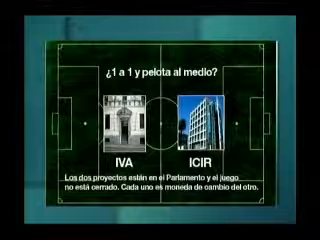 ¿1 a 1 y pelota al medio?
IVA ICIR
Los dos proyectos están en el Parlamento y el juego
no está cerrado. Cada uno es moneda de cambio del otro.